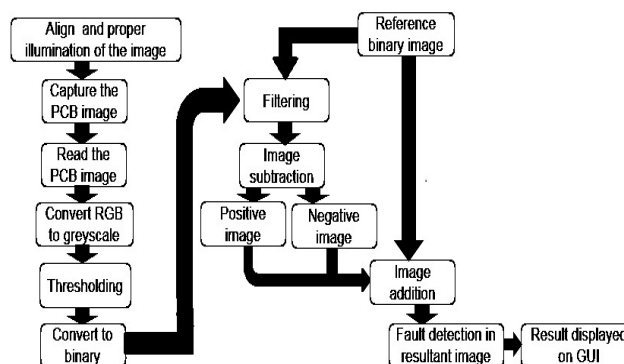 Align and proper
illumination of the image
Capture the
PCB image
Read the
PCB image
Convert RGB
to greyscale
Thresholding
Convert to
binary
Reference
binary image
Filtering
Image
subtraction
Positive
image
Negative
image
Image
addition
Fault detection in
resultant image
Result displayed
on GUI